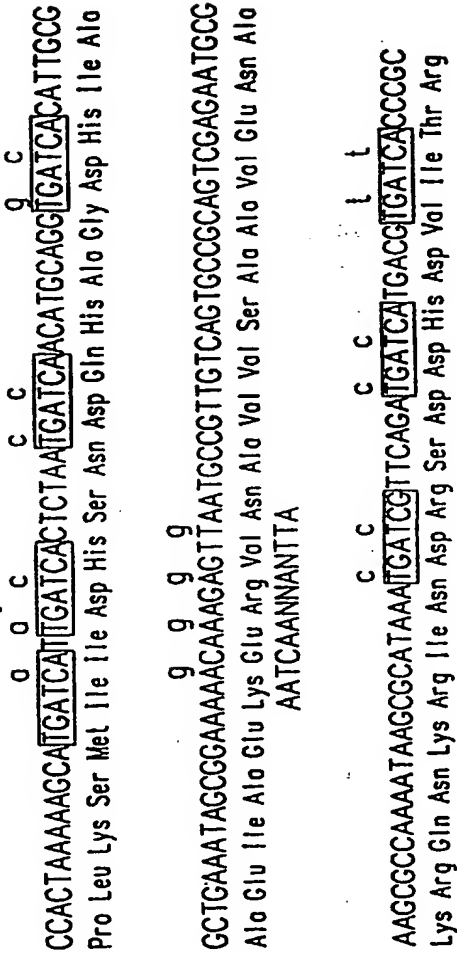 a a c c c g c
CCACTAAAAAGCATGATCATTGATCACTCTAATGATCAACATGCAGGTGATCACATTGCG
Pro Leu Lys Ser Met Ile Ile Asp His Ser Asn Asp Gln His Ala Gly Asp His Ile Ala
g g g g
GCTGAAATAGCGGAAAAACAAAGAGTTAATGCCGTTGTCAGTGCCGCAGTCGAGAATGCG
Ala Glu Ile Ala Glu Lys Glu Arg Val Asn Ala Val Val Ser Ala Ala Val Glu Asn Ala
AATCAANNANTTA
c c c c t t
AAGCGCCAAAATAAGCGCATAAATGATCGTTCAGATGATCATGACGTGATCACCCGC
Lys Arg Gln Asn Lys Arg Ile Asn Asp Arg Ser Asp Asp His Asp Val Ile Thr Arg